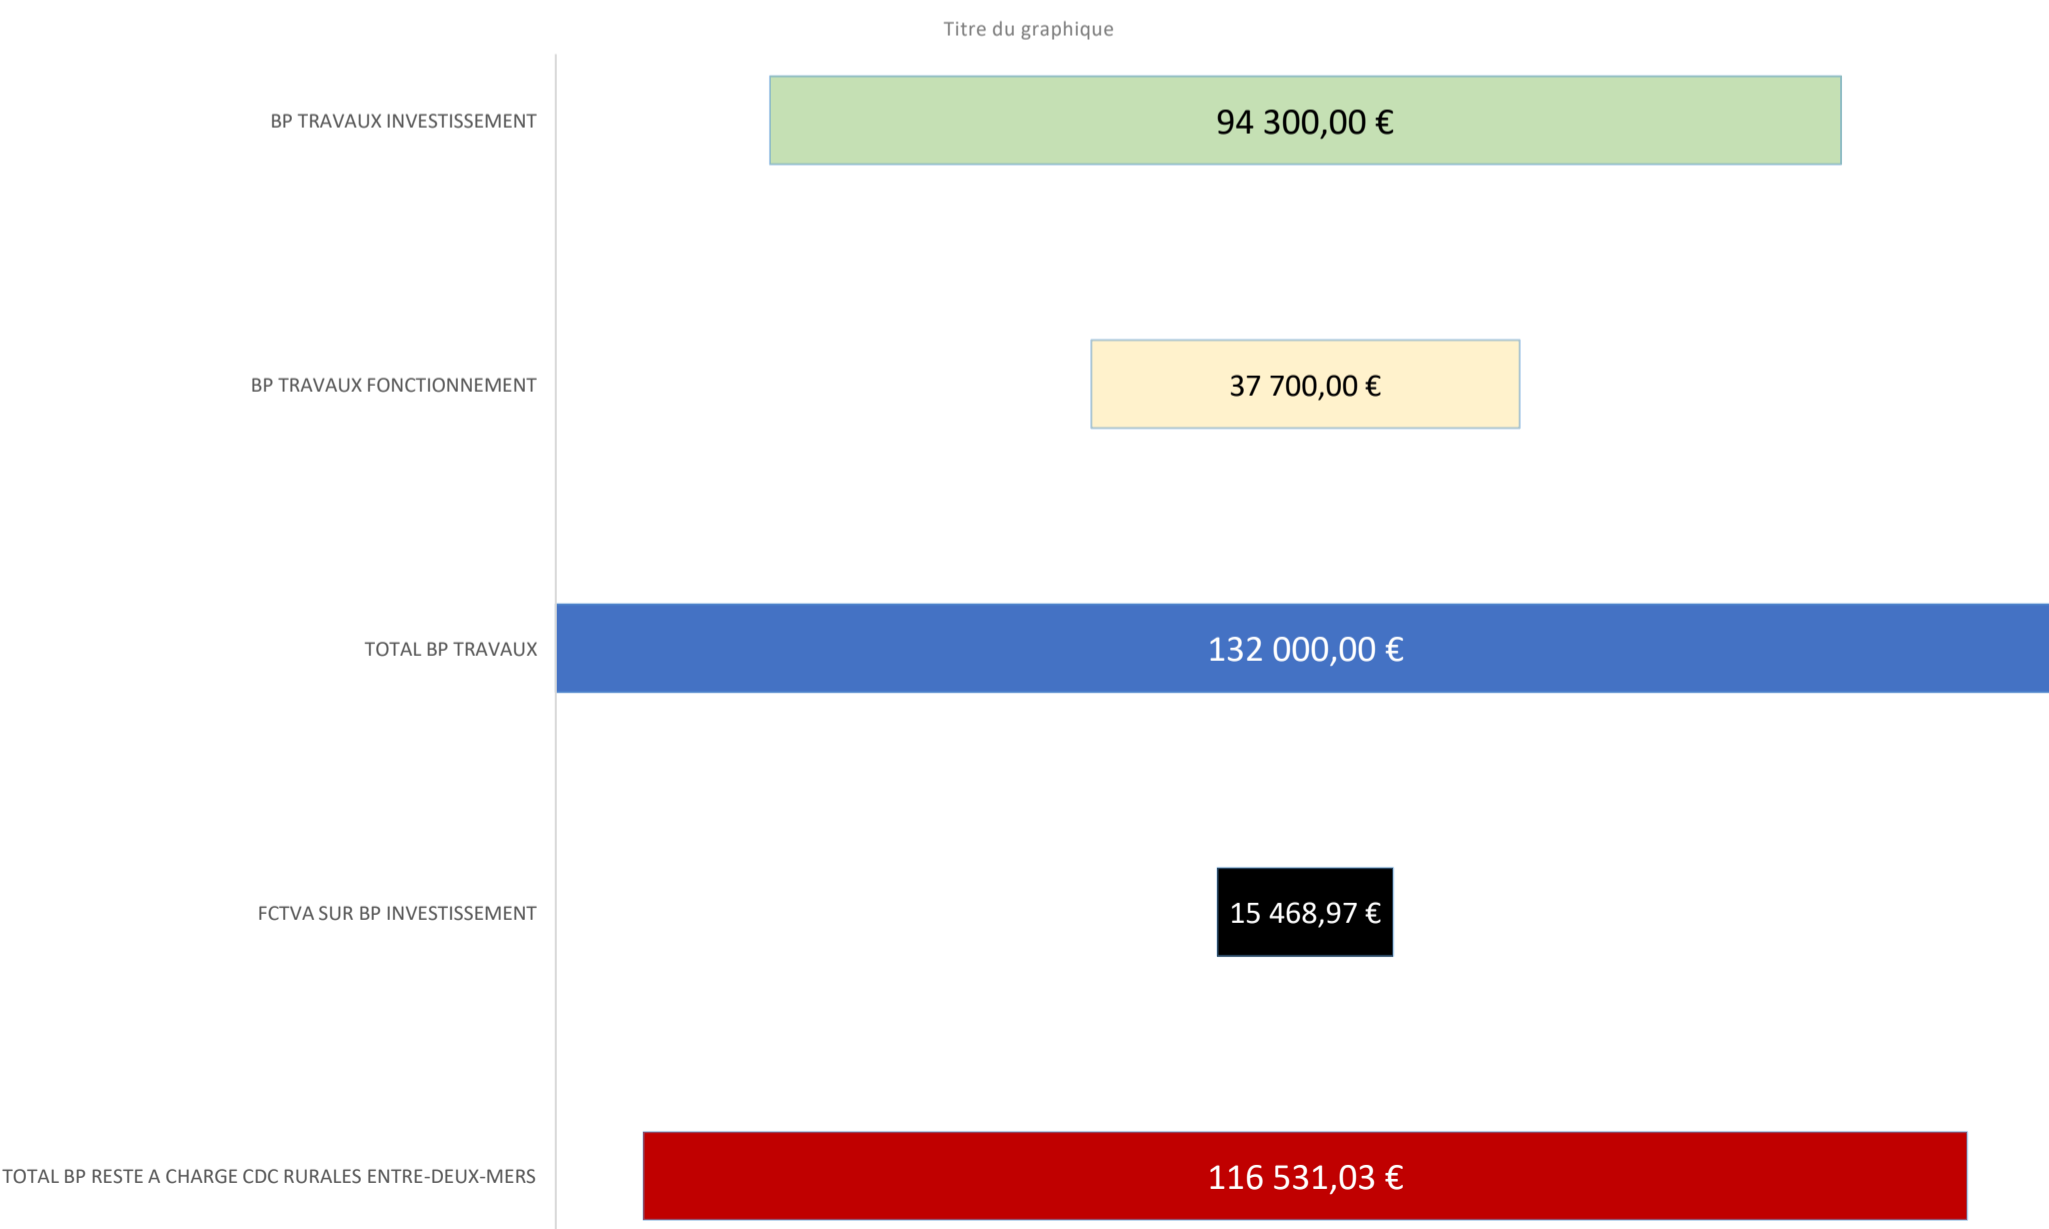 Titre du graphique
BP TRAVAUX INVESTISSEMENT
94 300,00 €
BP TRAVAUX FONCTIONNEMENT
37 700,00 €
TOTAL BP TRAVAUX
132 000,00 €
FCTVA SUR BP INVESTISSEMENT
15 468,97 €
TOTAL BP RESTE A CHARGE CDC RURALES ENTRE-DEUX-MERS
116 531,03 €